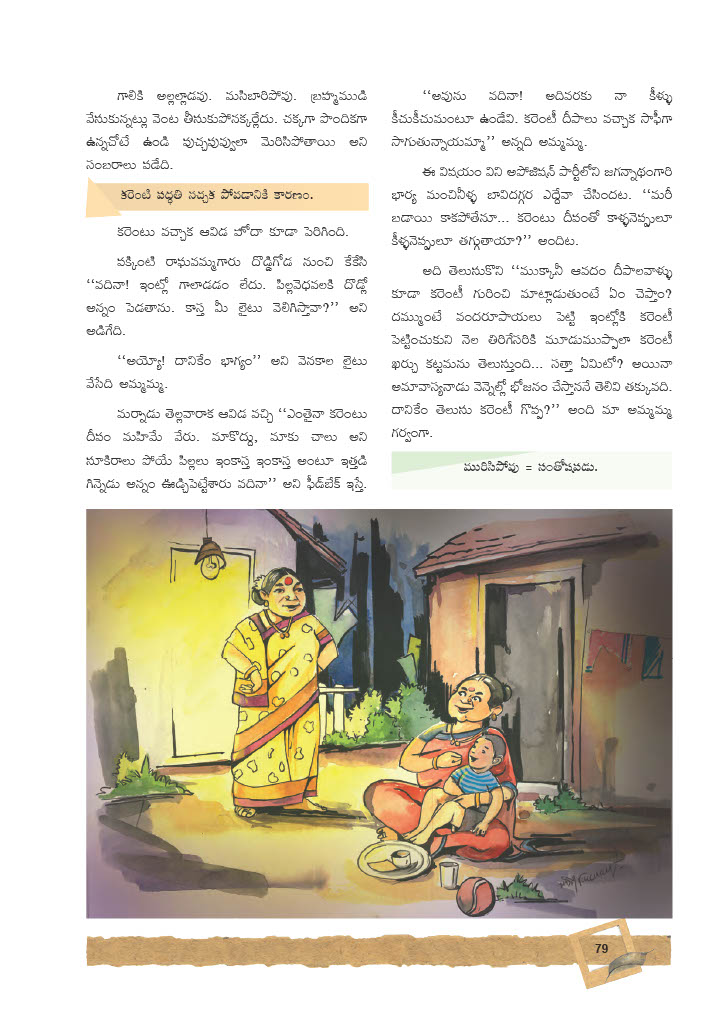 గాలికి అల్లల్లాడవు. మసిబారిపోవు. బ్రహ్మముడి
వేసుకున్నట్లు వెంట తీసుకుపోనక్కర్లేదు. చక్కగా పొందికగా
ఉన్నచోటే ఉండి పుచ్చపువ్వులా మెరిసిపోతాయి అని
సంబరాలు పడేది.
కరెంటి పద్ధతి నచ్చక పోవడానికి కారణం.
కరెంటు వచ్చాక ఆవిడ హోదా కూడా పెరిగింది.
పక్కింటి రాఘవమ్మగారు దొడ్డిగోడ నుంచి కేకేసి
‘‘వదినా! ఇంట్లో గాలాడడం లేదు. పిల్లవెధవలకి దొడ్లో
అన్నం పెడతాను. కాస్త మీ లైటు వెలిగిస్తావా?’’ అని
అడిగేది.
‘‘అయ్యో! దానికేం భాగ్యం’’ అని వెనకాల లైటు
వేసేది అమ్మమ్మ.
మర్నాడు తెల్లవారాక ఆవిడ వచ్చి ‘‘ఎంతైనా కరెంటు
దీపం మహిమే వేరు. మాకొద్దు, మాకు చాలు అని
సూకిరాలు పోయే పిల్లలు ఇంకాస్త ఇంకాస్త అంటూ ఇత్తడి
గిన్నెడు అన్నం ఊడ్చిపెట్టేశారు వదినా’’ అని ఫీడ్‌బేక్ ఇస్తే.
‘‘అవును వదినా! అదివరకు నా కీళ్ళు
కీచుకీచుమంటూ ఉండేవి. కరెంటీ దీపాలు వచ్చాక సాఫీగా
సాగుతున్నాయమ్మా’’ అన్నది అమ్మమ్మ.
ఈ విషయం విని అపోజిషన్ పార్టీలోని జగన్నాథంగారి
భార్య మంచినీళ్ళ బావిదగ్గర ఎద్దేవా చేసిందట. ‘‘మరీ
బడాయి కాకపోతేనూ... కరెంటు దీపంతో కాళ్ళనెప్పులూ
కీళ్ళనెప్పులూ తగ్గుతాయా?’’ అందిట.
అది తెలుసుకొని ‘‘ముక్కానీ ఆవదం దీపాలవాళ్ళు
కూడా కరెంటీ గురించి మాట్లాడుతుంటే ఏం చెప్తాం?
దమ్ముంటే వందరూపాయలు పెట్టి ఇంట్లోకి కరెంటీ
పెట్టించుకుని నెల తిరిగేసరికి మూడుముప్పాలా కరెంటీ
ఖర్చు కట్టమను తెలుస్తుంది... సత్తా ఏమిటో? అయినా
అమావాస్యనాడు వెన్నెల్లో భోజనం చేస్తాననే తెలివి తక్కువది.
దానికేం తెలుసు కరెంటీ గొప్ప?’’ అంది మా అమ్మమ్మ
గర్వంగా.
మురిసిపోవు = సంతోషపడు.
79